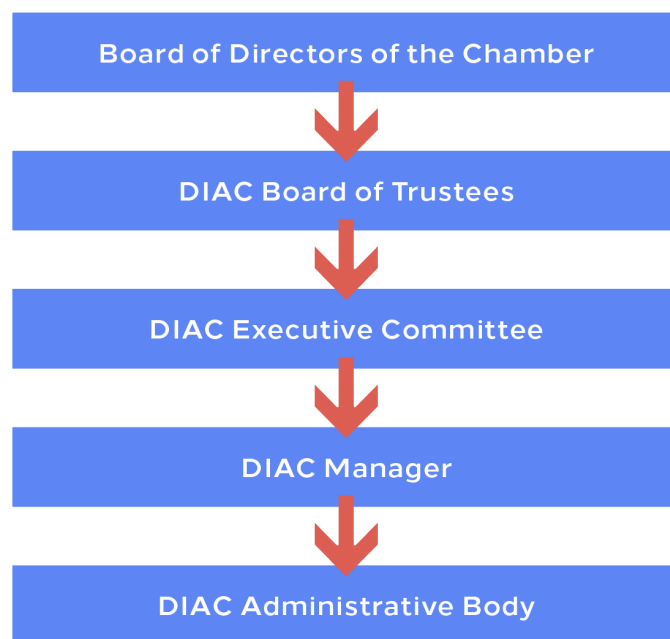 Board of Directors of the Chamber
DIAC Board of Trustees
DIAC Executive Committee
DIAC Manager
DIAC Administrative Body